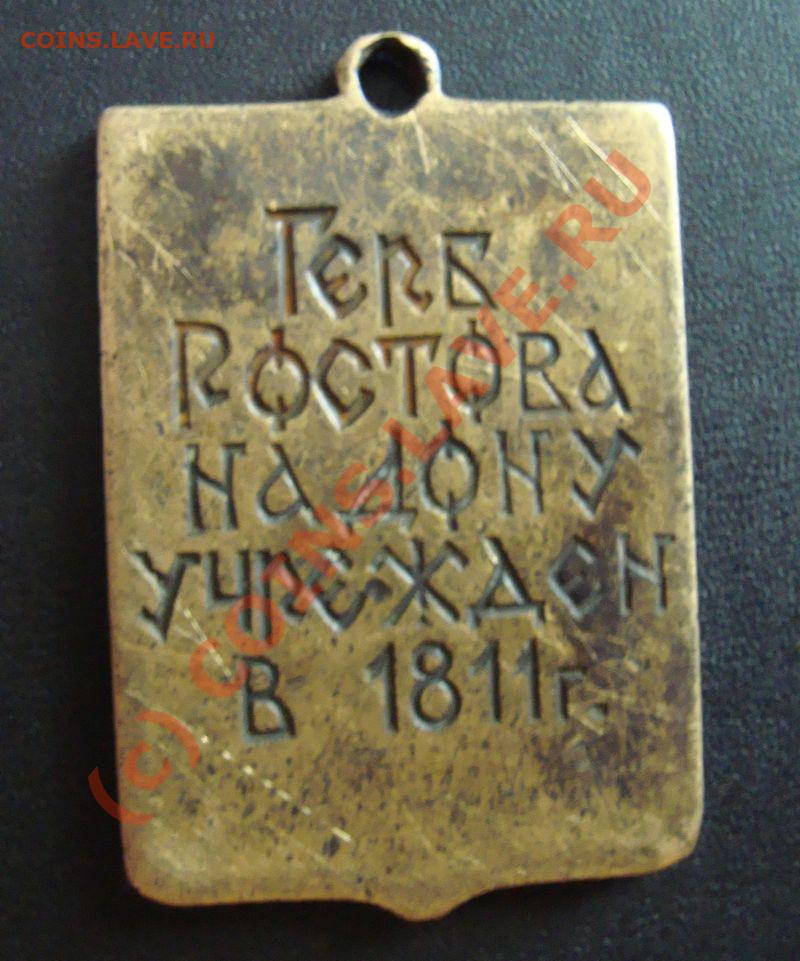 COINS.LAVE.RU
Герб
Ростова
на Дону
учрежден
в 1811г.
(c) COINS.LAVE.RU